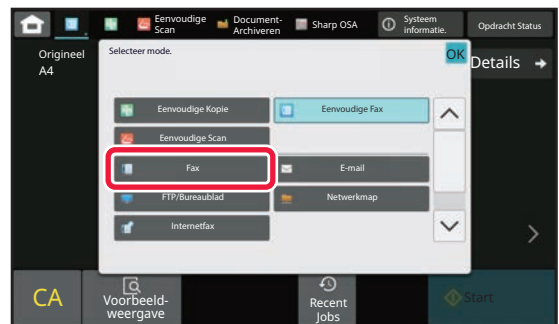 Eenvoudige
Scan
Document-
Archiveren
Sharp OSA
Systeem
informatie.
Opdracht Status
Origineel
A4
Selecteer mode.
OK
Details
Eenvoudige Kopie
Eenvoudige Fax
Eenvoudige Scan
Fax
E-mail
FTP/Bureaublad
Netwerkmap
Internetfax
CA
Voorbeeld-
weergave
Recent
Jobs
Start